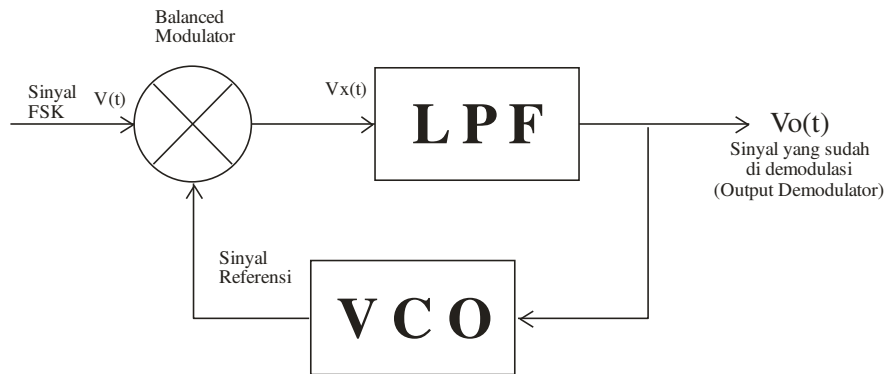 Balanced
Modulator
Sinyal
FSK
V(t)
Vx(t)
LPF
Vo(t)
Sinyal yang sudah
di demodulasi
(Output Demodulator)
Sinyal
Referensi
VCO